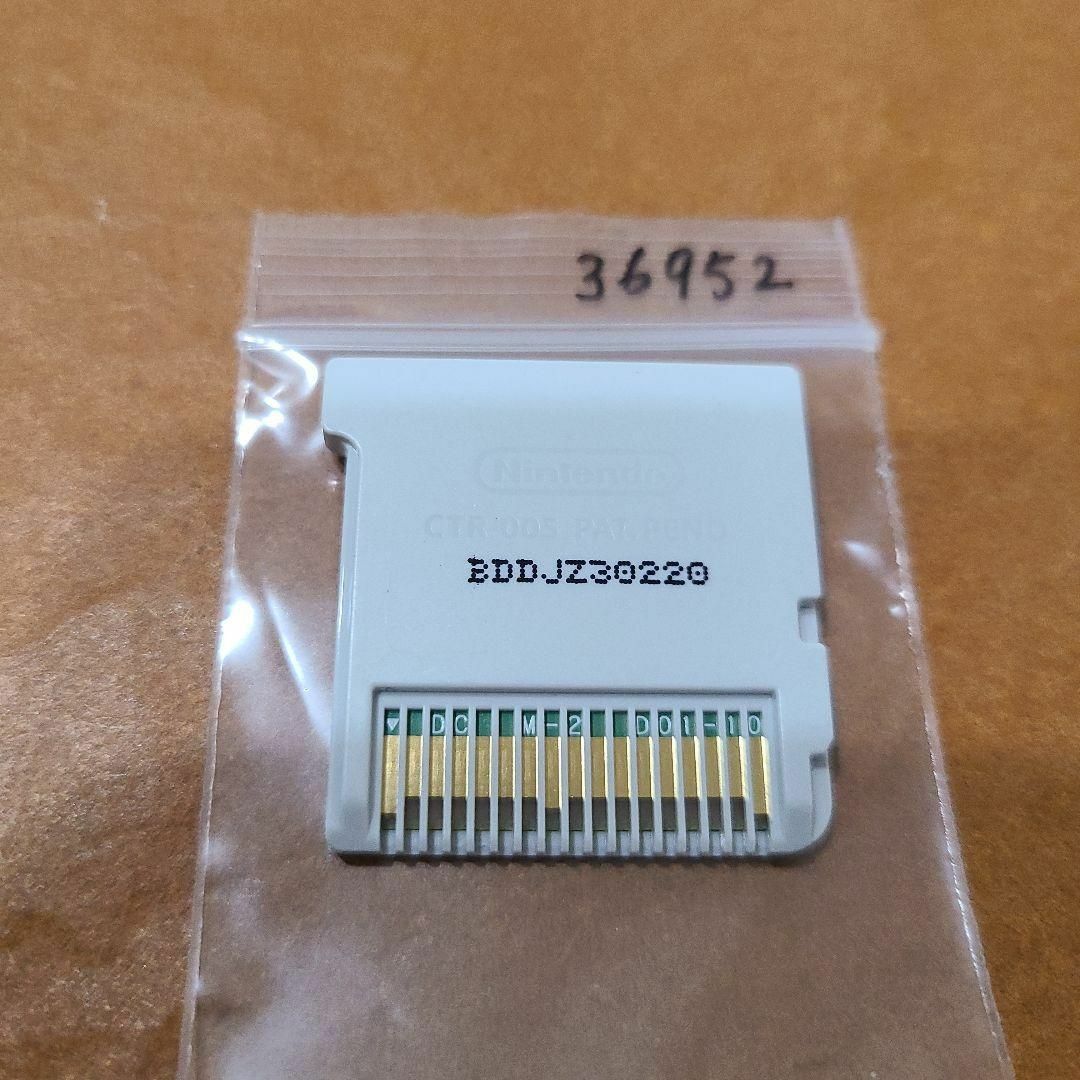 36952
Nintendo
CTR-005 PAT. PEND
BDDJZ30220
▼ DC M-2 D01-10